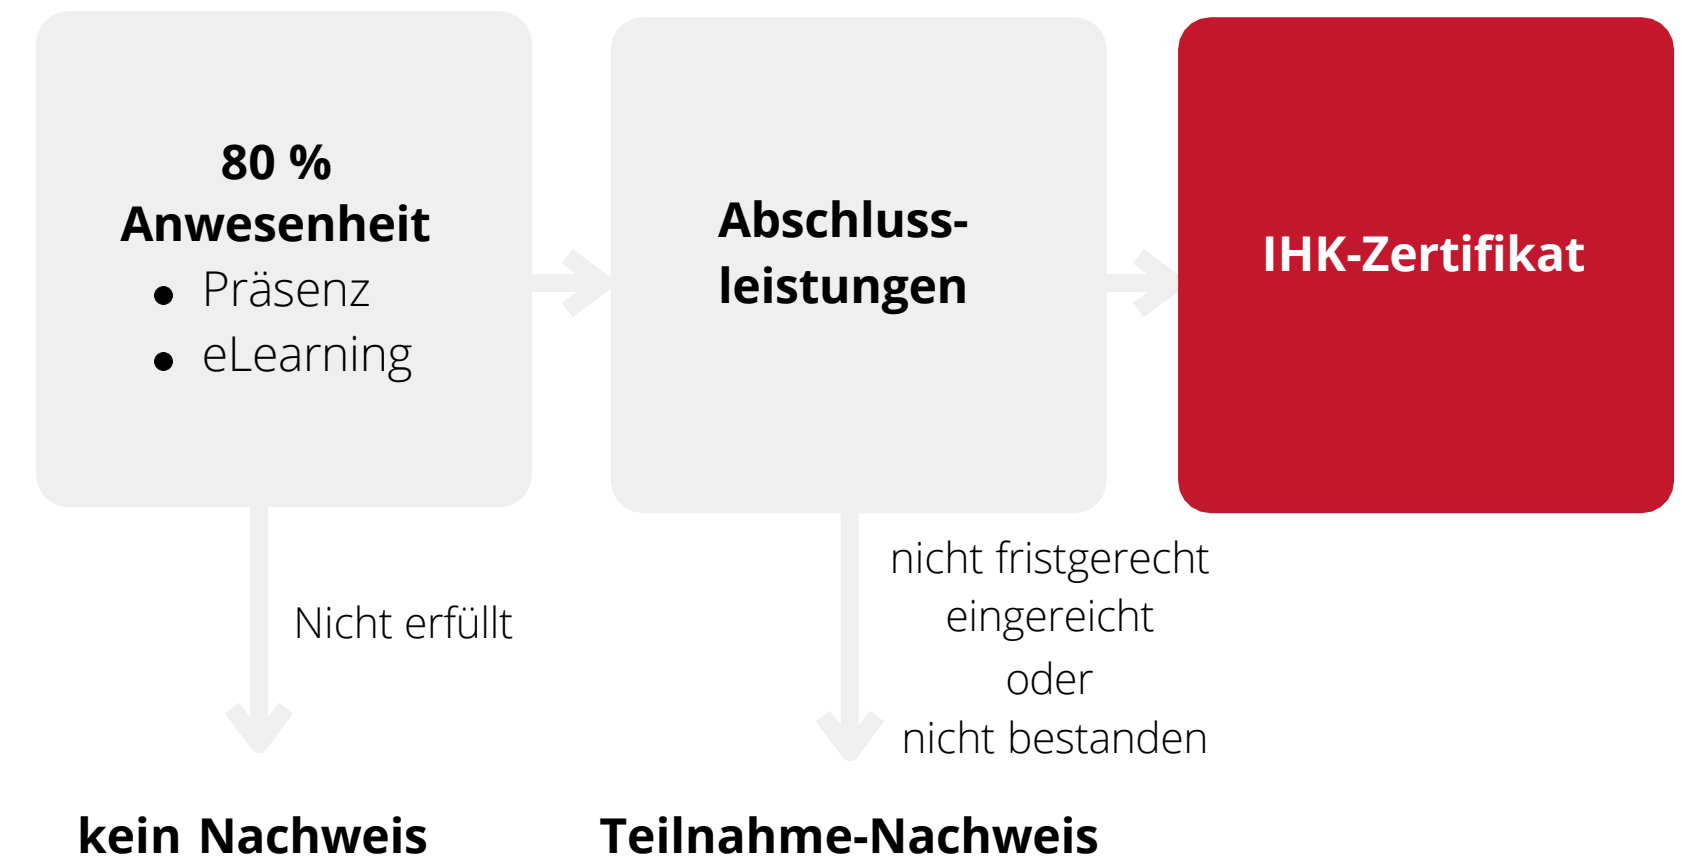 80 %
Anwesenheit
● Präsenz
● eLearning
Abschluss-
leistungen
IHK-Zertifikat
Nicht erfüllt
nicht fristgerecht
eingereicht
oder
nicht bestanden
kein Nachweis
Teilnahme-Nachweis